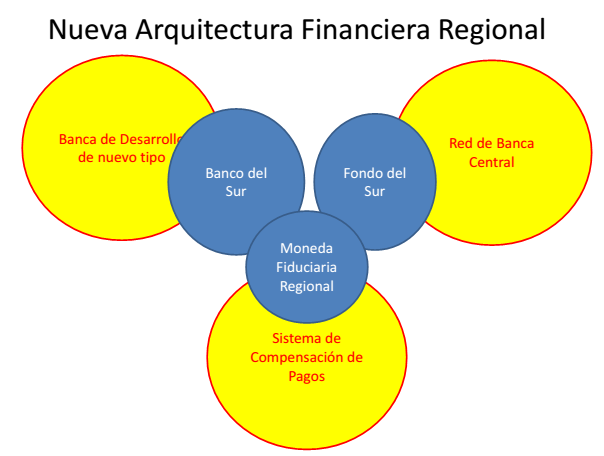 Nueva Arquitectura Financiera Regional
Banca de Desarrollo
de nuevo tipo
Banco del
Sur
Fondo del
Sur
Red de Banca
Central
Moneda
Fiduciaria
Regional
Sistema de
Compensación de
Pagos